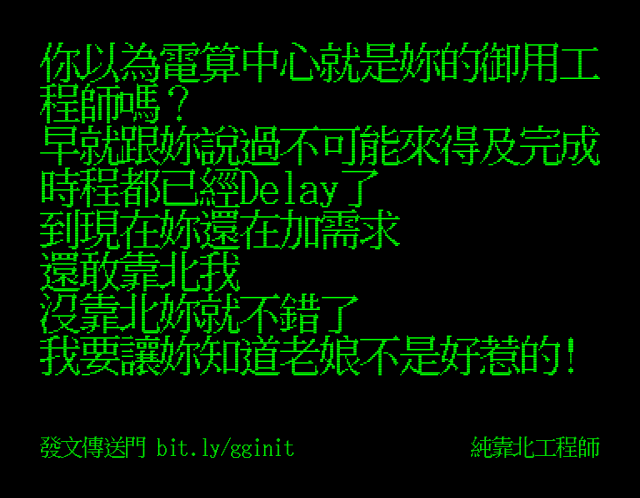 你以為電算中心就是妳的御用工
程師嗎？
早就跟妳說過不可能來得及完成
時程都已經Delay了
到現在妳還在加需求
還敢靠北我
沒靠北妳就不錯了
我要讓妳知道老娘不是好惹的!
發文傳送門 bit.ly/gginit
純靠北工程師